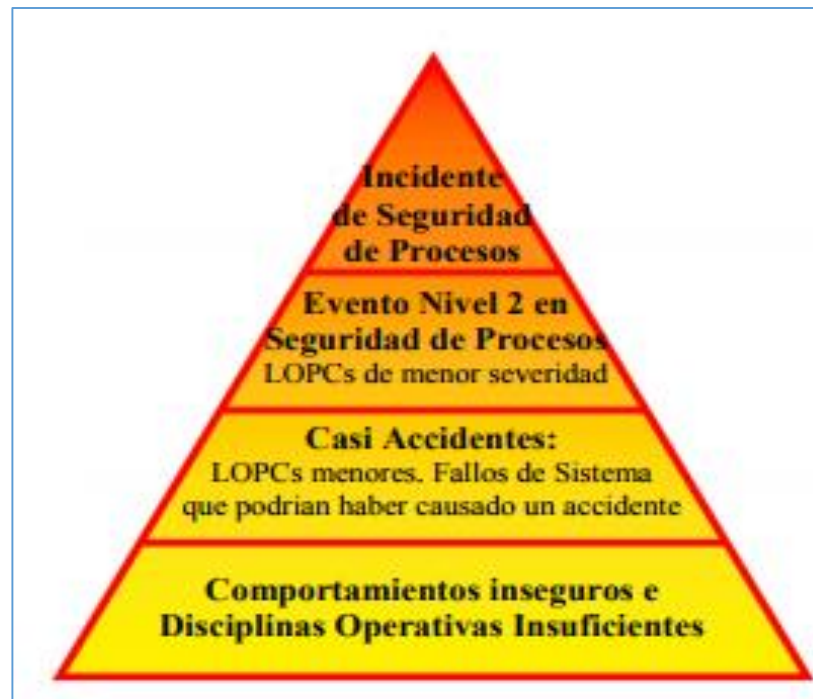 Incidente
de Seguridad
de Procesos
Evento Nivel 2 en
Seguridad de Procesos
LOPCs de menor severidad
Casi Accidentes:
LOPCs menores. Fallos de Sistema
que podrian haber causado un accidente
Comportamientos inseguros e
Disciplinas Operativas Insuficientes